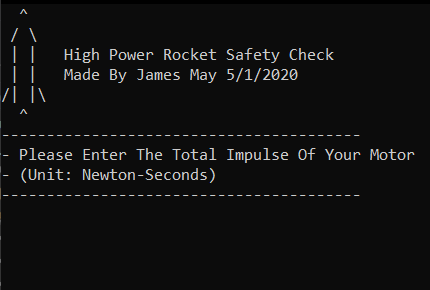 ^
/ \
| |   High Power Rocket Safety Check
| |   Made By James May 5/1/2020
/| |\
^
----------------------------------------
- Please Enter The Total Impulse Of Your Motor
- (Unit: Newton-Seconds)
----------------------------------------